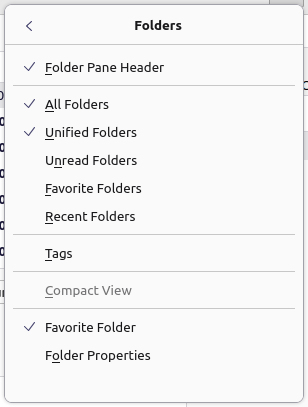 Folders
Folder Pane Header
All Folders
Unified Folders
Unread Folders
Favorite Folders
Recent Folders
Tags
Compact View
Favorite Folder
Folder Properties